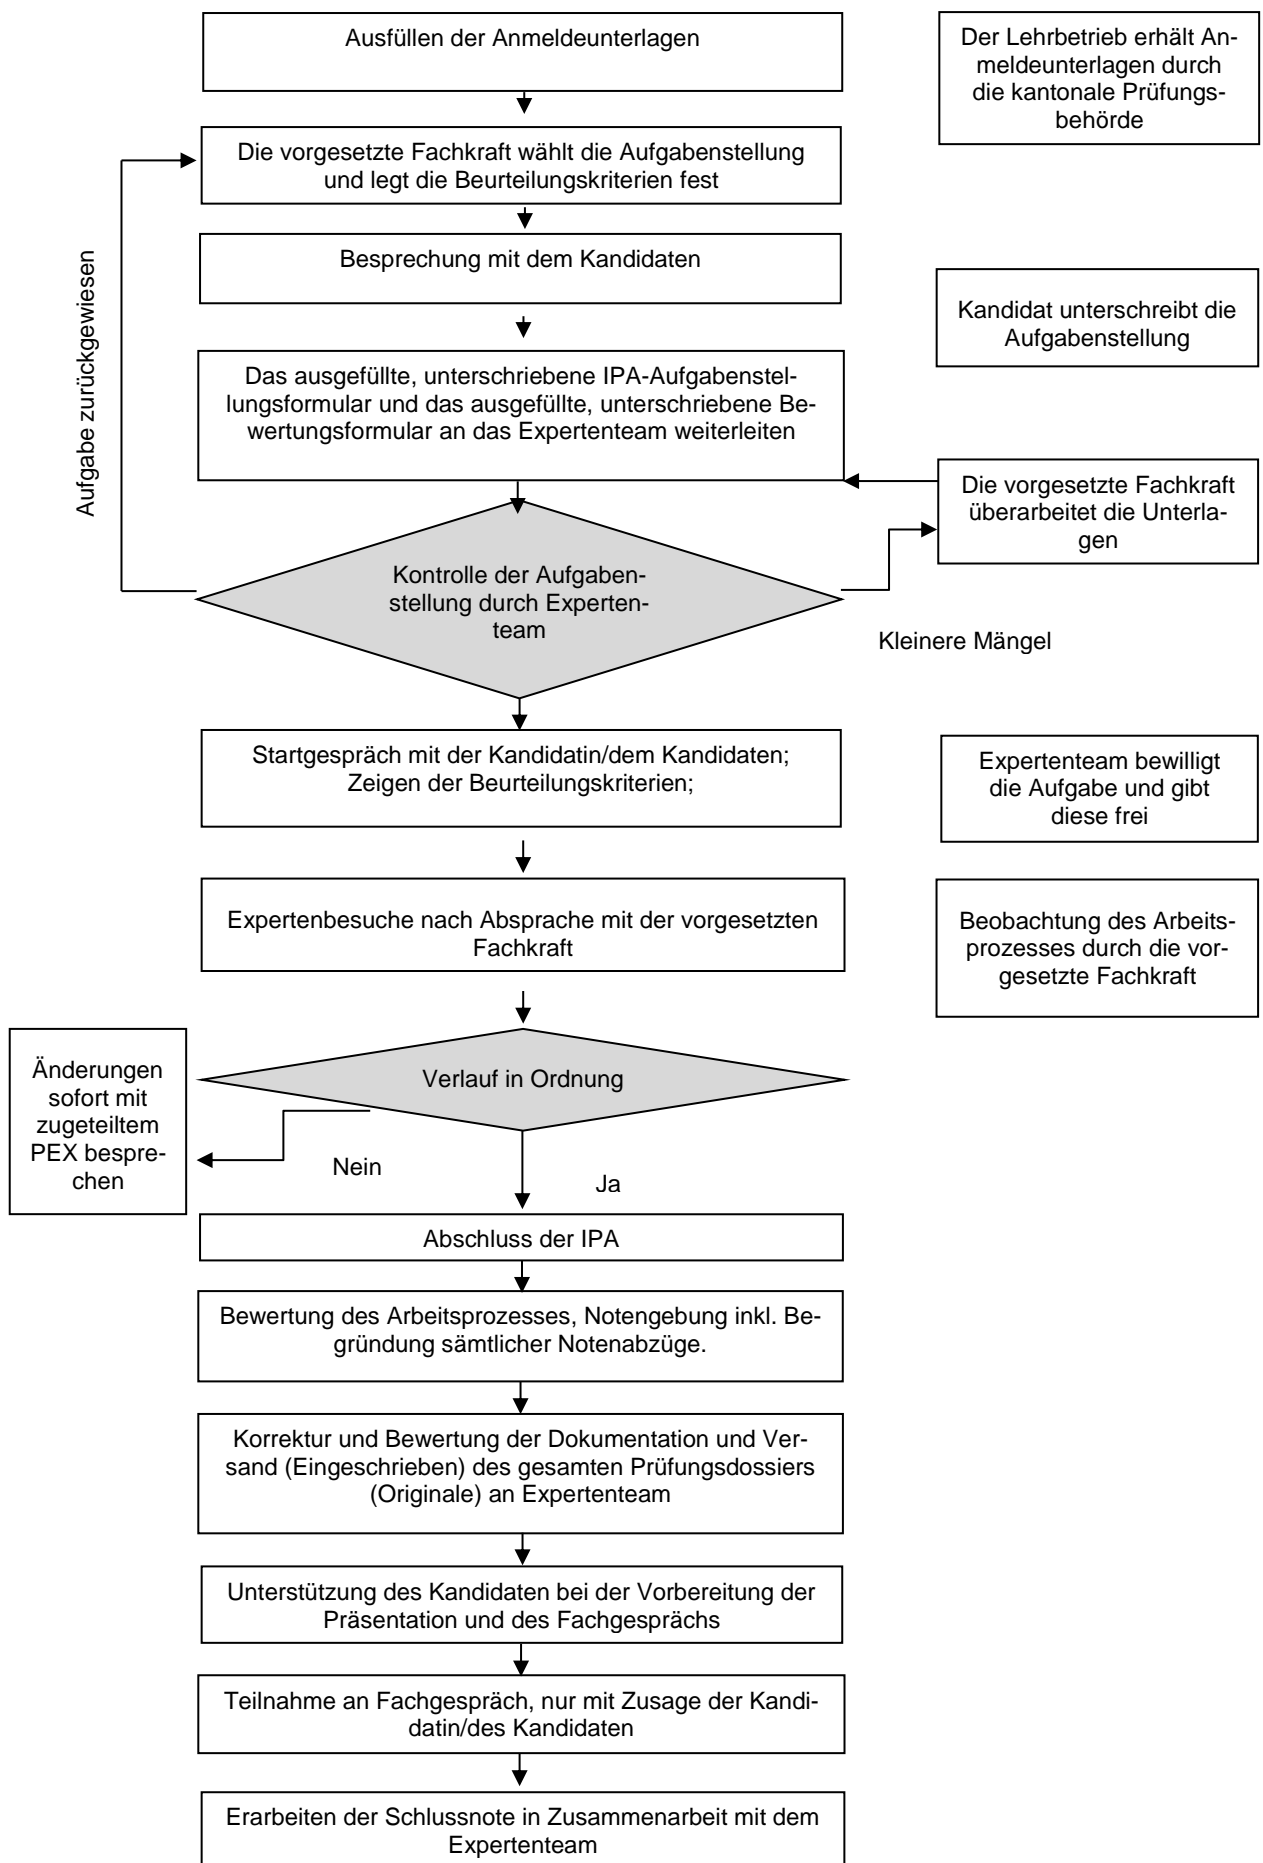 Ausfüllen der Anmeldeunterlagen
Der Lehrbetrieb erhält An-
meldeunterlagen durch
die kantonale Prüfungs-
behörde
Die vorgesetzte Fachkraft wählt die Aufgabenstellung
und legt die Beurteilungskriterien fest
Besprechung mit dem Kandidaten
Aufgabe zurückgewiesen
Kandidat unterschreibt die
Aufgabenstellung
Das ausgefüllte, unterschriebene IPA-Aufgabenstel-
lungsformular und das ausgefüllte, unterschriebene Be-
wertungsformular an das Expertenteam weiterleiten
Die vorgesetzte Fachkraft
überarbeitet die Unterla-
gen
Kontrolle der Aufgaben-
stellung durch Experten-
team
Kleinere Mängel
Startgespräch mit der Kandidatin/dem Kandidaten;
Zeigen der Beurteilungskriterien;
Expertenteam bewilligt
die Aufgabe und gibt
diese frei
Expertenbesuche nach Absprache mit der vorgesetzten
Fachkraft
Beobachtung des Arbeits-
prozesses durch die vor-
gesetzte Fachkraft
Änderungen
sofort mit
zugeteiltem
PEX bespre-
chen
Verlauf in Ordnung
Nein
Ja
Abschluss der IPA
Bewertung des Arbeitsprozesses, Notengebung inkl. Be-
gründung sämtlicher Notenabzüge.
Korrektur und Bewertung der Dokumentation und Ver-
sand (Eingeschrieben) des gesamten Prüfungsdossiers
(Originale) an Expertenteam
Unterstützung des Kandidaten bei der Vorbereitung der
Präsentation und des Fachgesprächs
Teilnahme an Fachgespräch, nur mit Zusage der Kandi-
datin/des Kandidaten
Erarbeiten der Schlussnote in Zusammenarbeit mit dem
Expertenteam